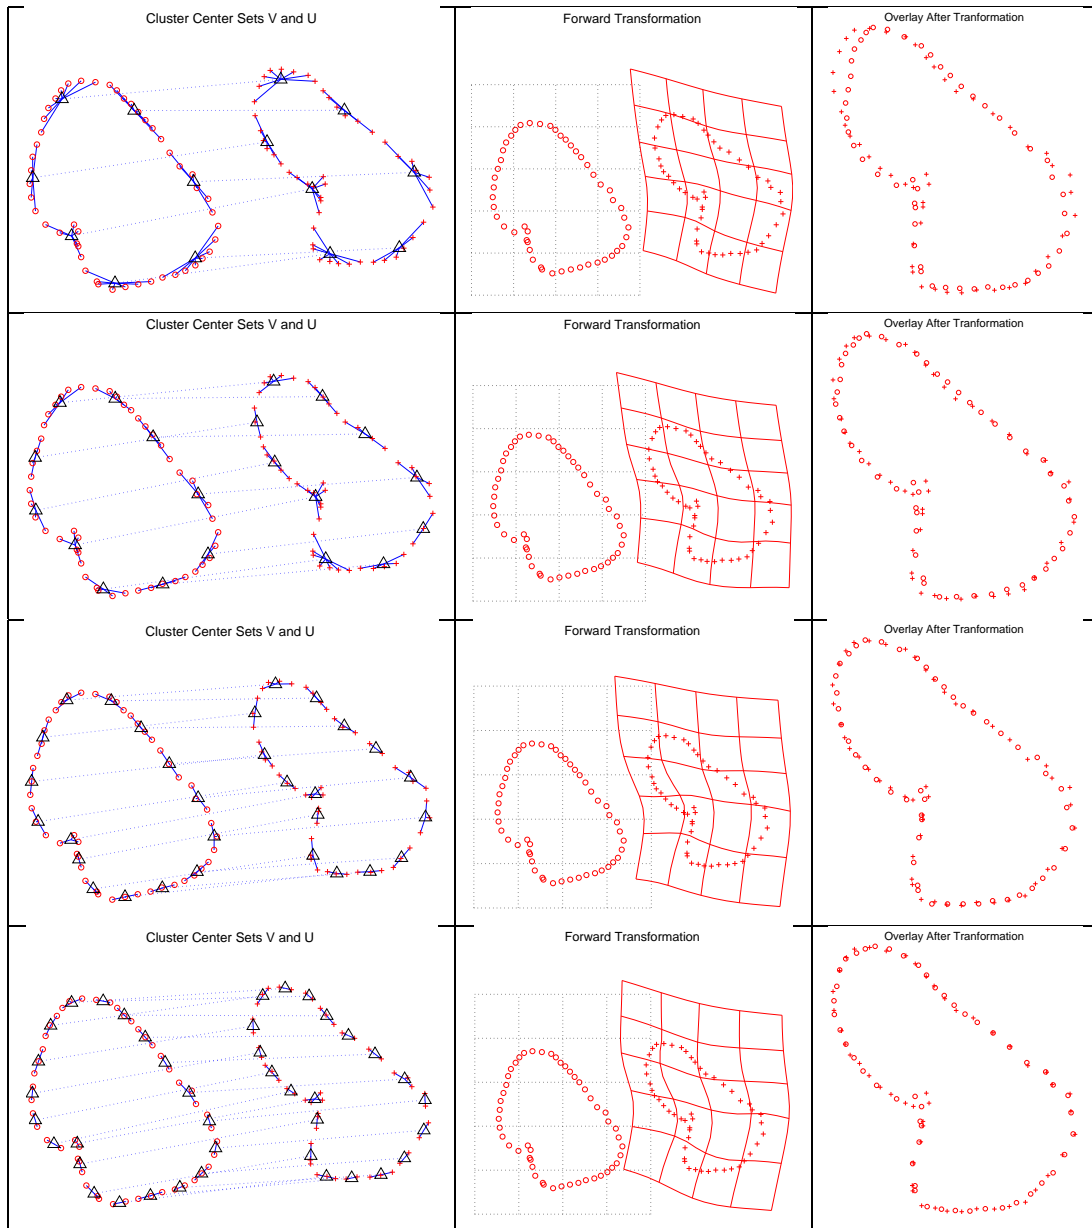 Cluster Center Sets V and U
Forward Transformation
Overlay After Tranformation
Cluster Center Sets V and U
Forward Transformation
Overlay After Tranformation
Cluster Center Sets V and U
Forward Transformation
Overlay After Tranformation
Cluster Center Sets V and U
Forward Transformation
Overlay After Tranformation